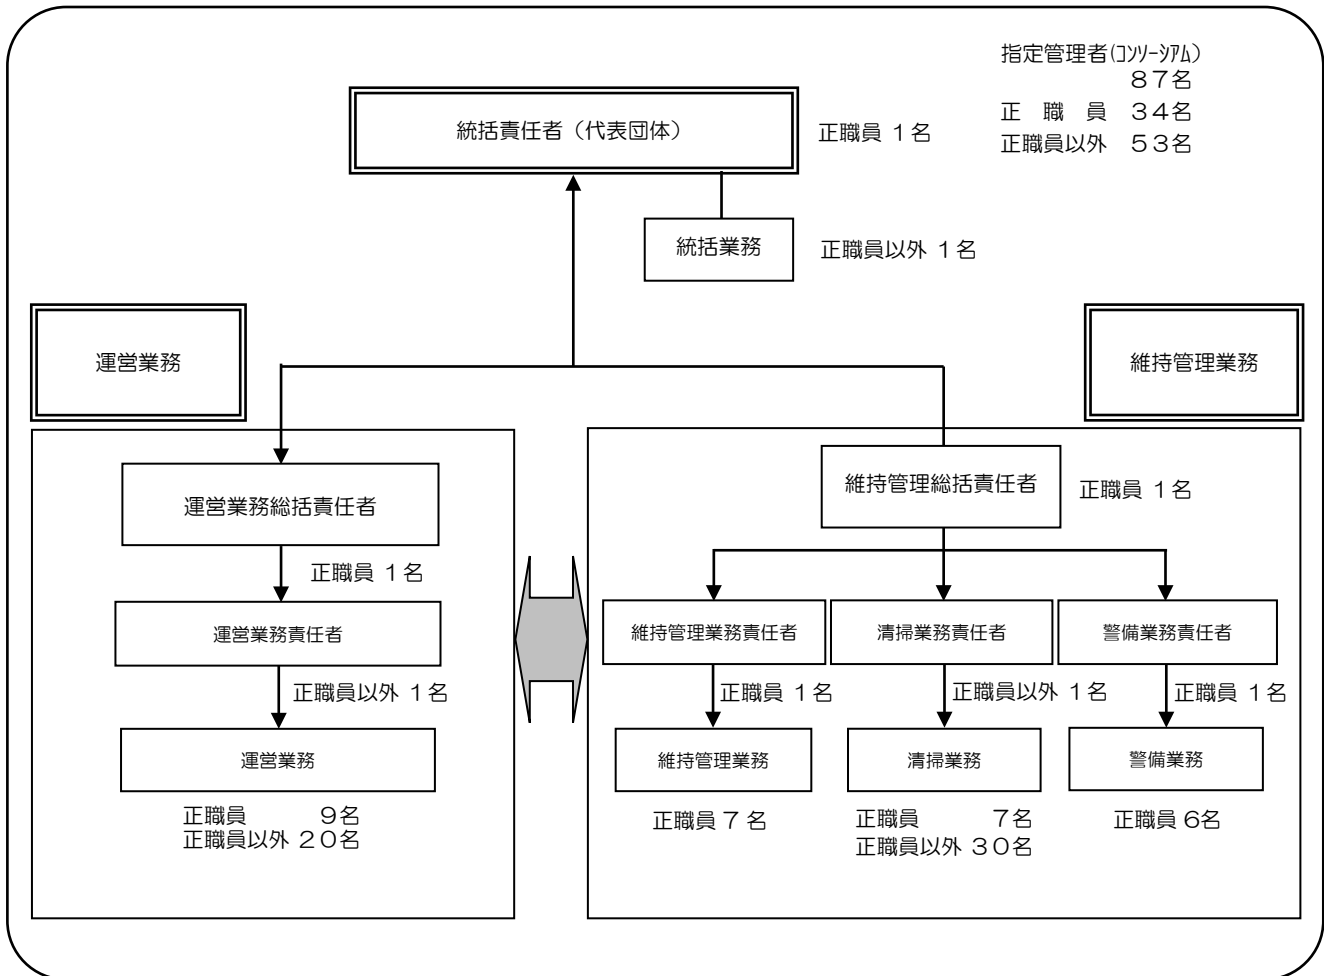 指定管理者(ｺﾝｿｰｼｱﾑ)
８７名
正　職　員　３４名
正職員以外　５３名
統括責任者（代表団体）
正職員 １名
統括業務
正職員以外 １名
運営業務
維持管理業務
運営業務総括責任者
正職員 １名
運営業務責任者
正職員以外 １名
運営業務
正職員　　　９名
正職員以外 ２０名
維持管理総括責任者
正職員 １名
維持管理業務責任者
清掃業務責任者
警備業務責任者
正職員 １名
正職員以外 １名
正職員 １名
維持管理業務
清掃業務
警備業務
正職員 ７ 名
正職員　　　７名
正職員以外 ３０名
正職員 ６名